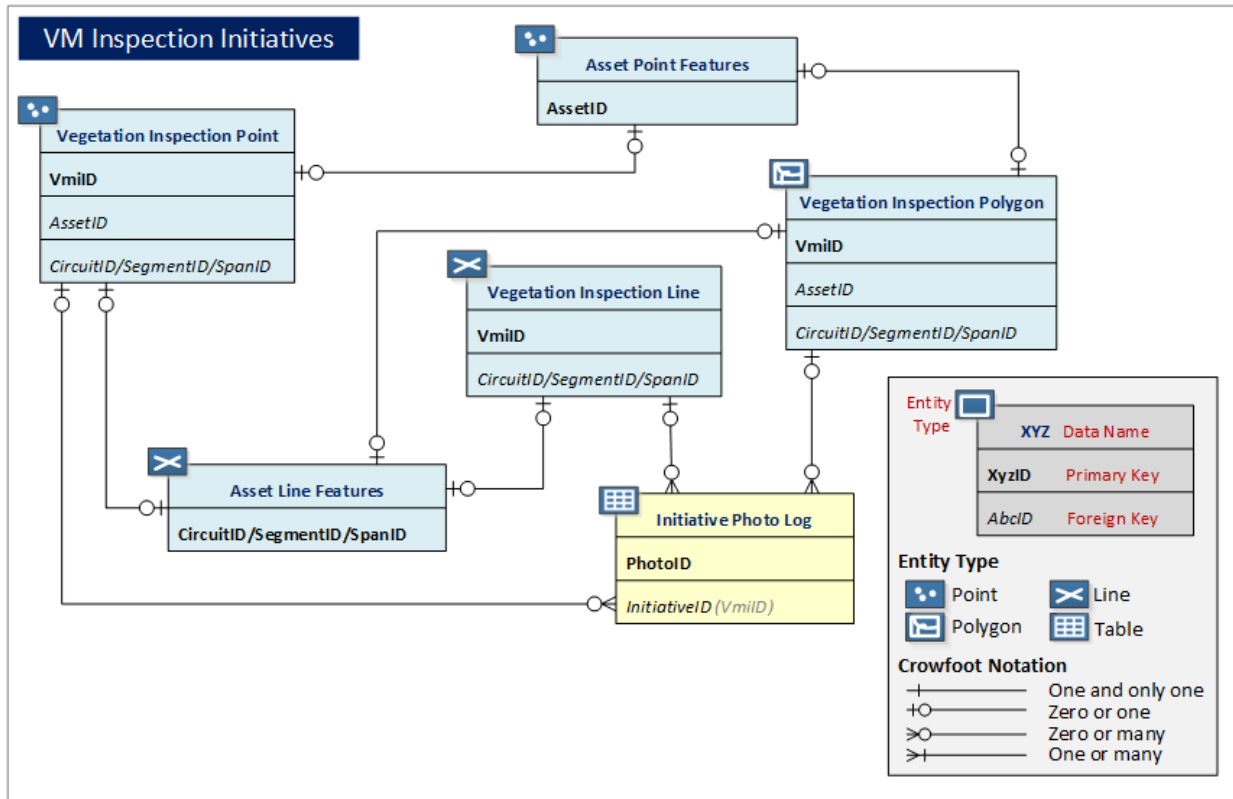 VM Inspection Initiatives
Asset Point Features
AssetID
Vegetation Inspection Point
VmiID
AssetID
CircuitID/SegmentID/SpanID
Vegetation Inspection Polygon
VmiID
AssetID
CircuitID/SegmentID/SpanID
Vegetation Inspection Line
VmiID
CircuitID/SegmentID/SpanID
Asset Line Features
CircuitID/SegmentID/SpanID
Initiative Photo Log
PhotoID
InitiativeID (VmiID)
Entity
Type
XYZ Data Name
XyzID Primary Key
AbcID Foreign Key
Entity Type
Point Line
Polygon Table
Crowfoot Notation
One and only one
Zero or one
Zero or many
One or many